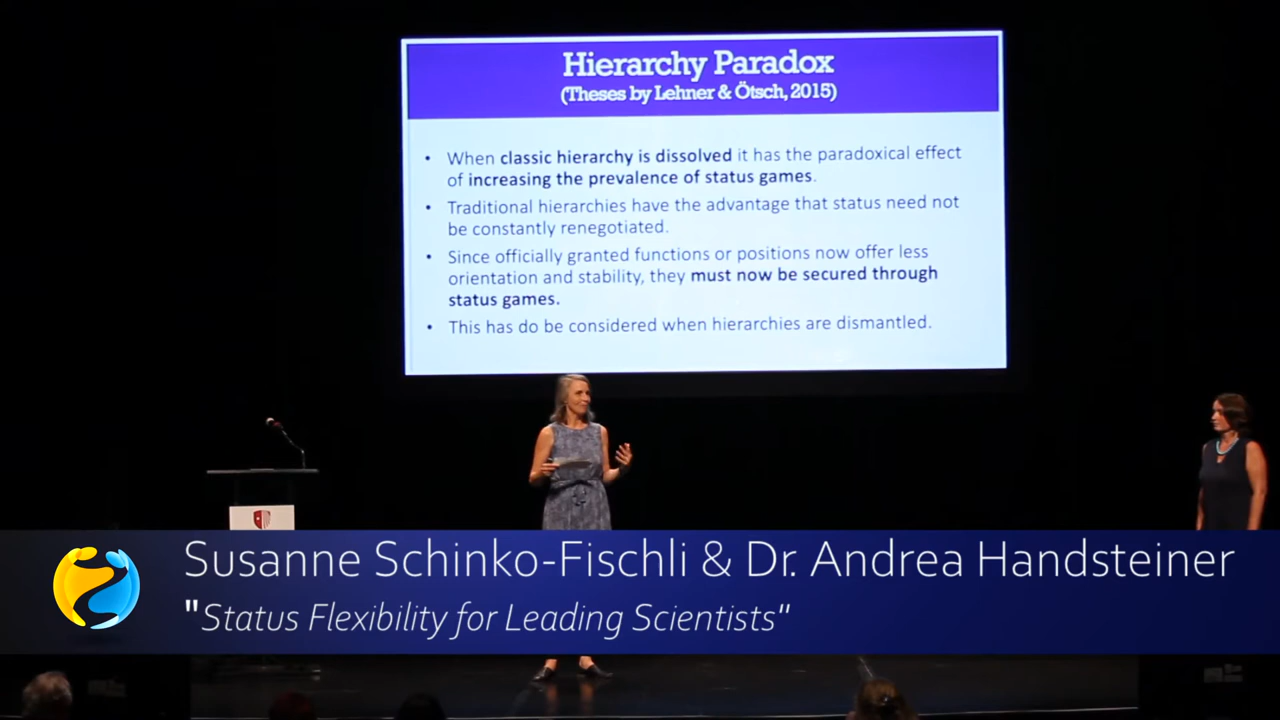 Hierarchy Paradox
(Theses by Lehner & Ötsch, 2015)
• When classic hierarchy is dissolved it has the paradoxical effect
of increasing the prevalence of status games.
• Traditional hierarchies have the advantage that status need not
be constantly renegotiated.
• Since officially granted functions or positions now offer less
orientation and stability, they must now be secured through
status games.
• This has do be considered when hierarchies are dismantled.
Susanne Schinko-Fischli & Dr. Andrea Handsteiner
"Status Flexibility for Leading Scientists"